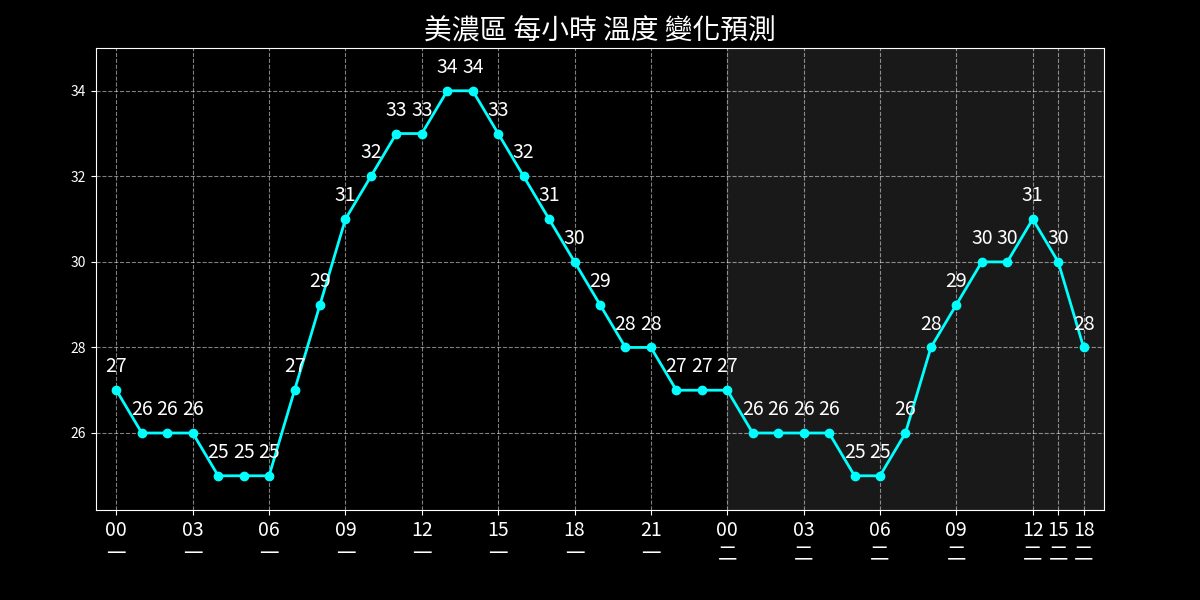 美濃區 每小時 溫度 變化預測
34 34
34
33 33 33
32 32
32
31 31 31
30 30 30 30
30
29 29 29
28 28 28 28
28
27 27 27 27 27
26 26 26 26 26 26 26 26
26
25 25 25 25 25
00 03 06 09 12 15 18 21 00 03 06 09 12 15 18
一 一 一 一 一 一 一 一 二 二 二 二 二 二 二